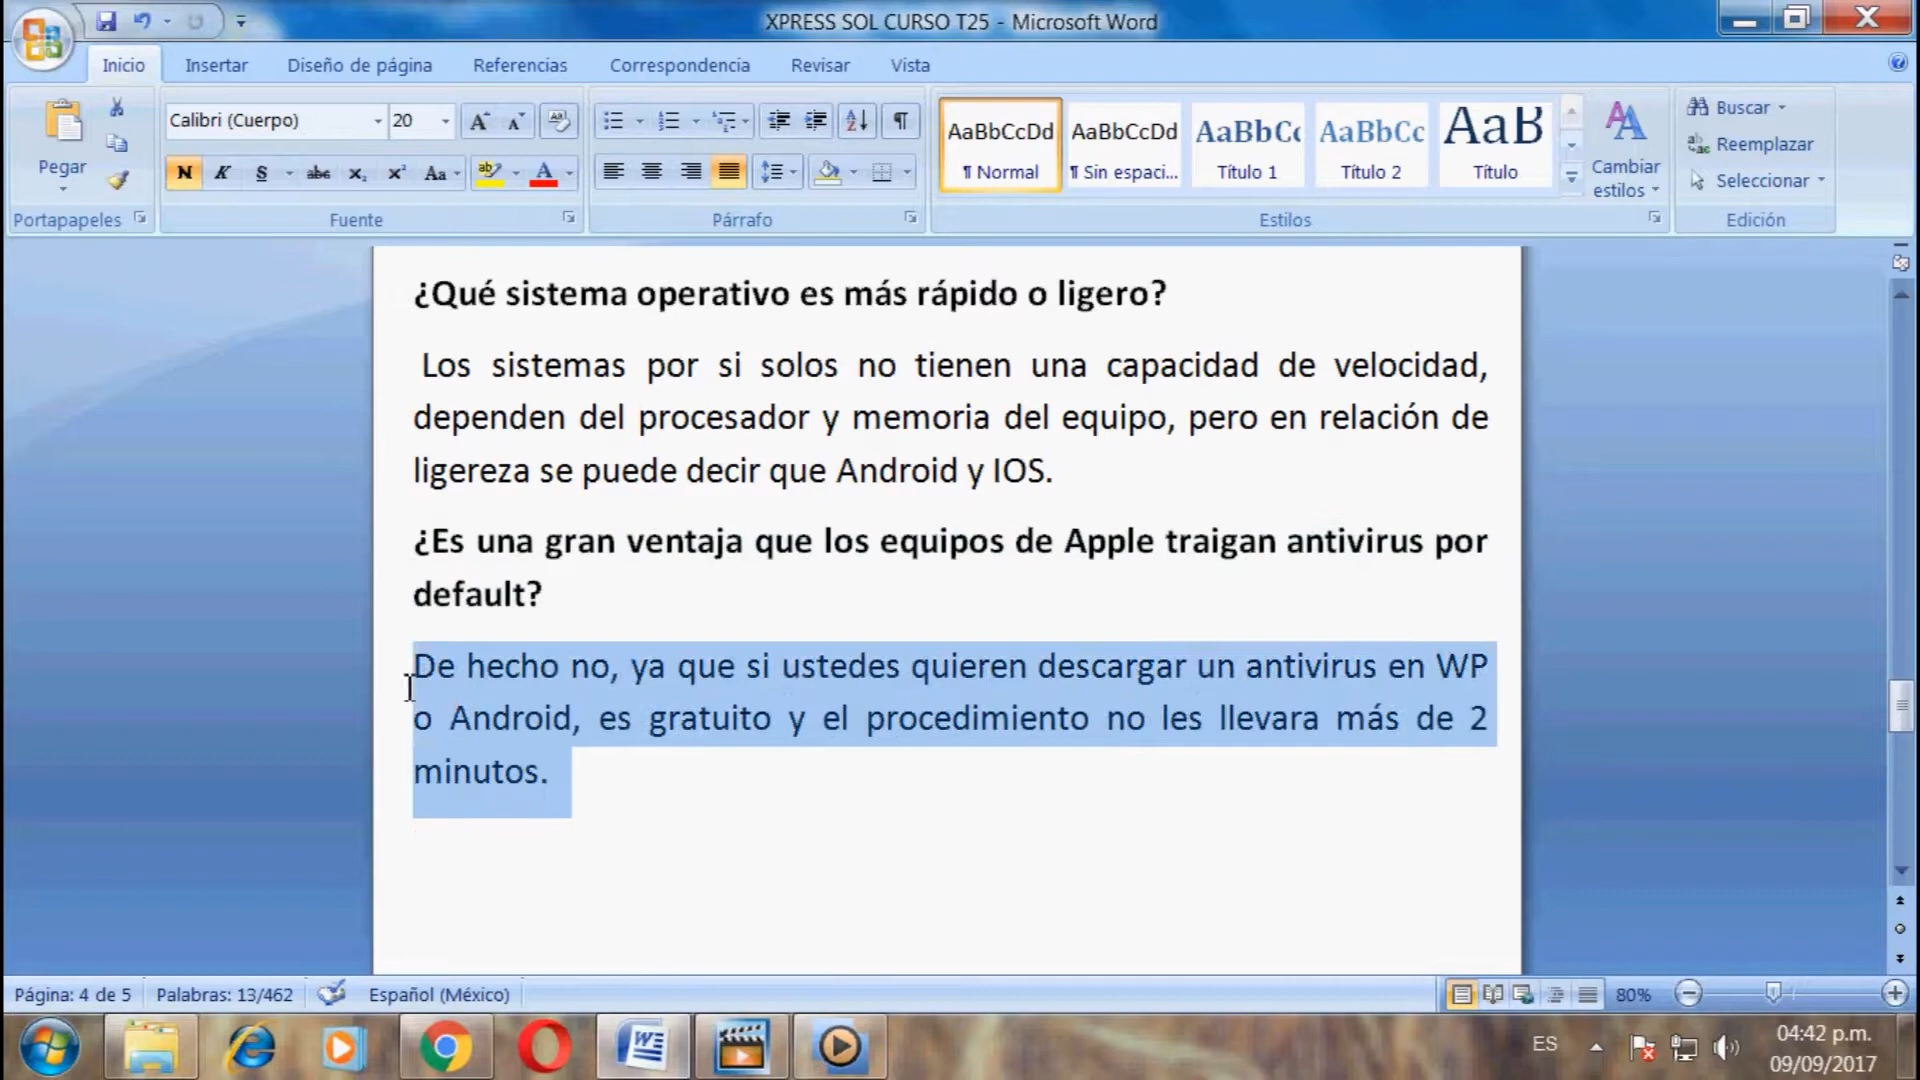 XPRESS SOL CURSO T25 - Microsoft Word
Inicio Insertar Diseño de página Referencias Correspondencia Revisar Vista
Pegar
Portapapeles
Calibri (Cuerpo) 20
N K S abc x₂ x² Aa ab A
Fuente
Párrafo
AaBbCcDd AaBbCcDd AaBbCc AaBbCc AaB
¶ Normal ¶ Sin espaci... Título 1 Título 2 Título
Cambiar estilos
Estilos
Buscar
Reemplazar
Seleccionar
Edición
¿Qué sistema operativo es más rápido o ligero?
Los sistemas por si solos no tienen una capacidad de velocidad,
dependen del procesador y memoria del equipo, pero en relación de
ligereza se puede decir que Android y IOS.
¿Es una gran ventaja que los equipos de Apple traigan antivirus por
default?
De hecho no, ya que si ustedes quieren descargar un antivirus en WP
o Android, es gratuito y el procedimiento no les llevara más de 2
minutos.
Página: 4 de 5 Palabras: 13/462 Español (México) 80%
ES 04:42 p.m.
09/09/2017